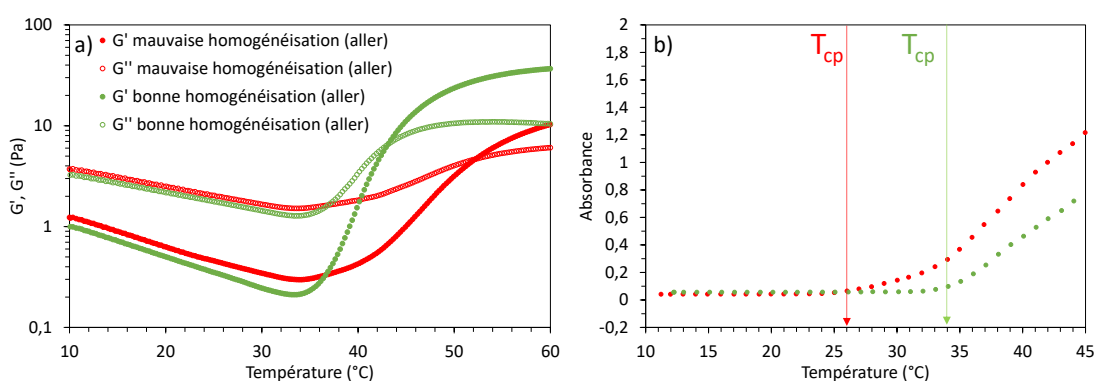 a)
G' mauvaise homogénéisation (aller)
G'' mauvaise homogénéisation (aller)
G' bonne homogénéisation (aller)
G'' bonne homogénéisation (aller)
100
10
1
0,1
G', G'' (Pa)
10 20 30 40 50 60
Température (°C)
b)
Tcp Tcp
2
1,8
1,6
1,4
1,2
1
0,8
0,6
0,4
0,2
0
-0,2
Absorbance
10 15 20 25 30 35 40 45
Température (°C)